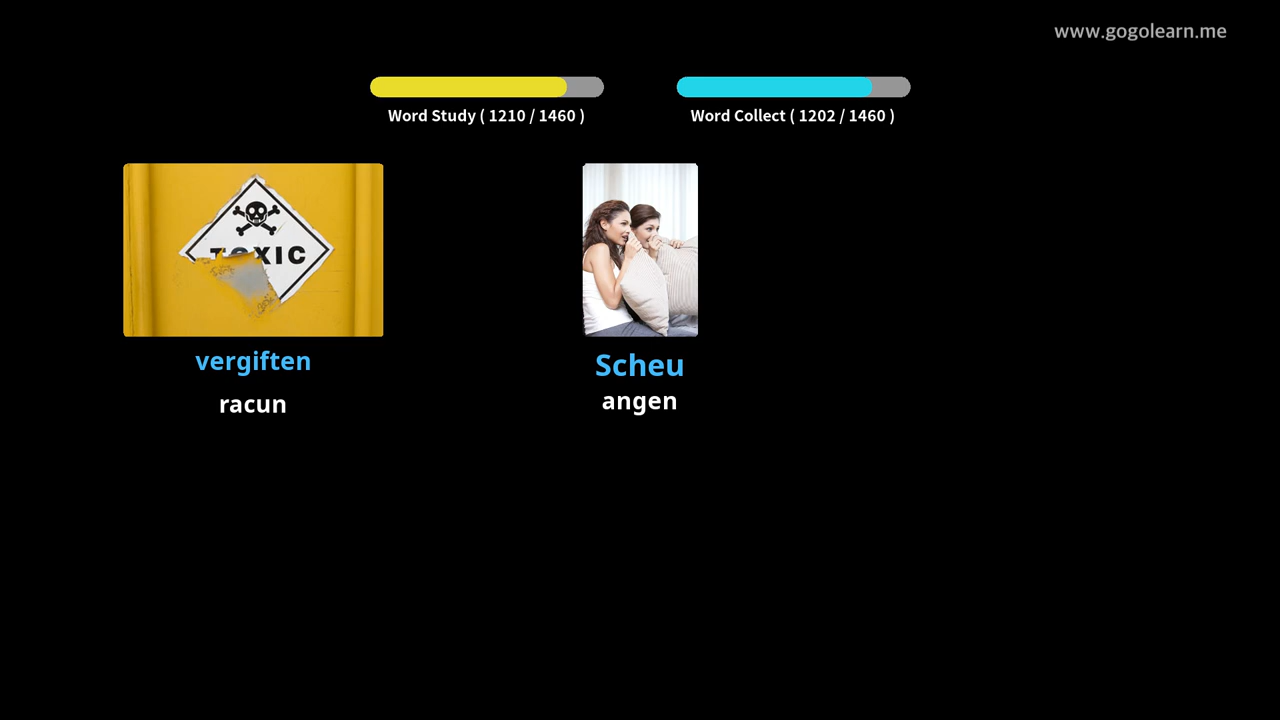 www.gogolearn.me
Word Study ( 1210 / 1460 )
Word Collect ( 1202 / 1460 )
TOXIC
vergiften
racun
Scheu
angen